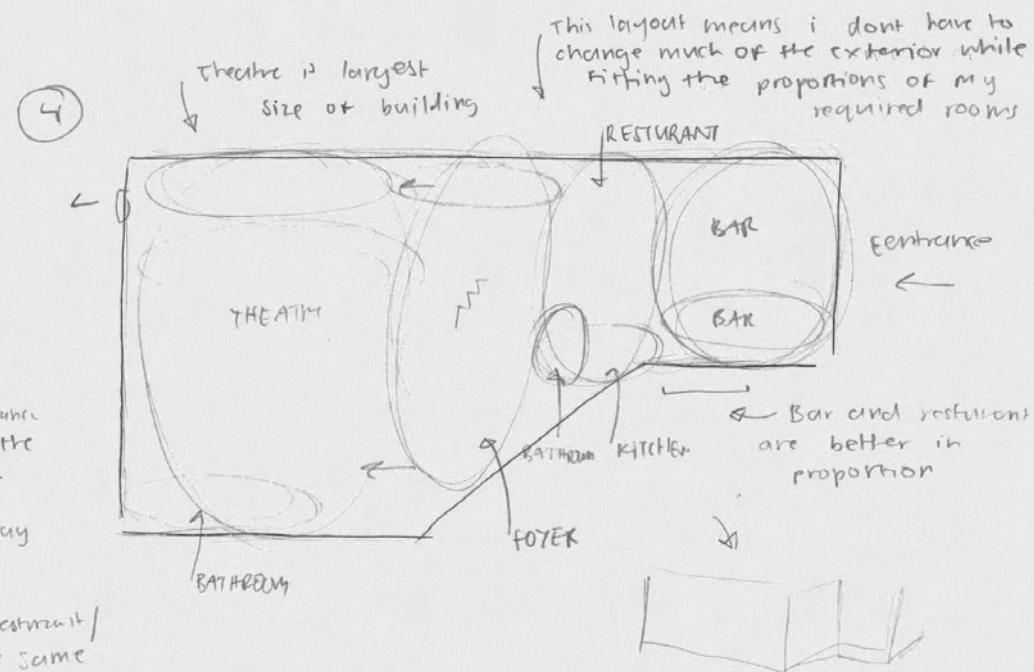 4
Theatre is largest
size of building
This layout means i dont have to
change much of the exterior while
fitting the proportions of my
required rooms
RESTURANT
BAR
BAR
Eentrance
THEATR
BATHROOM
KITCHEN
Bar and resturant
are better in
proportion
FOYER
BATHROOM
the
same